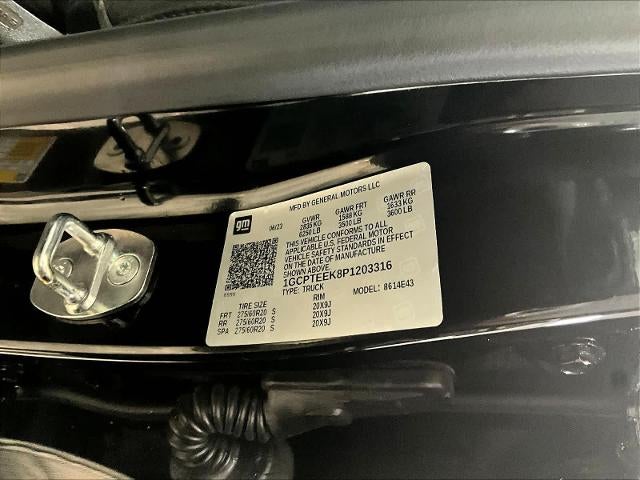 MFD BY GENERAL MOTORS LLC
gm
04/23
GVWR GAWR FRT GAWR RR
2835 KG 1588 KG 1633 KG
6250 LB 3500 LB 3600 LB
THIS VEHICLE CONFORMS TO ALL
APPLICABLE U.S. FEDERAL MOTOR
VEHICLE SAFETY STANDARDS IN EFFECT
ON THE DATE OF MANUFACTURE
SHOWN ABOVE.
1GCPTEEK8P1203316
TYPE: TRUCK MODEL: 8614E43
TIRE SIZE RIM
FRT 275/60R20 S 20X9J
RR 275/60R20 S 20X9J
SPA 275/60R20 S 20X9J